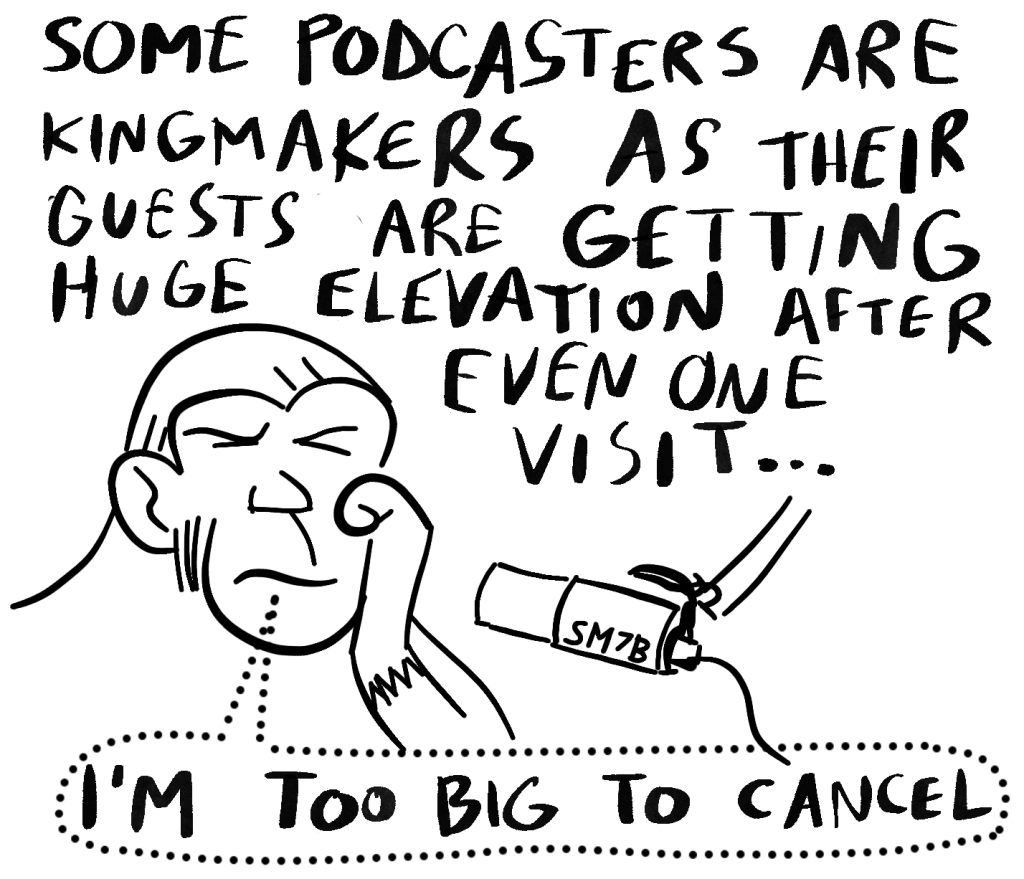 SOME PODCASTERS ARE
KINGMAKERS AS THEIR
GUESTS ARE GETTING
HUGE ELEVATION AFTER
EVEN ONE
VISIT...
SM7B
I'M TOO BIG TO CANCEL